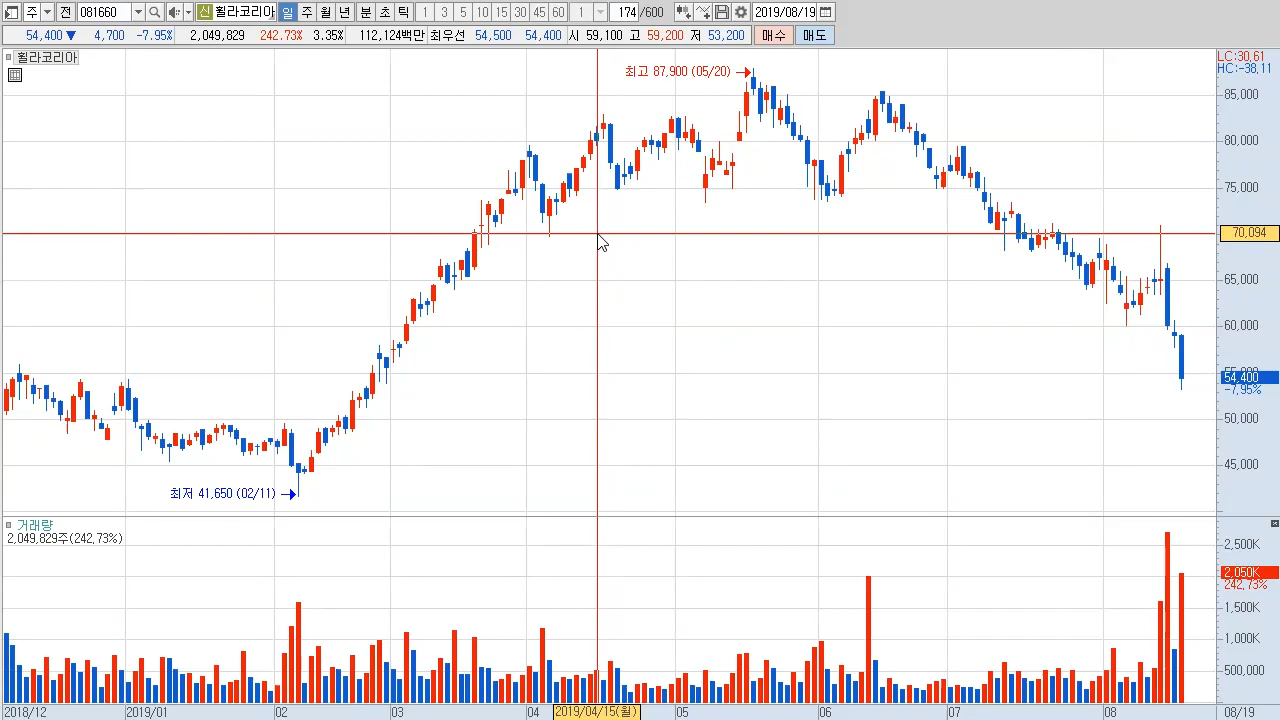 주 전 081660 신 휠라코리아 일 주 월 년 분 초 틱 1 3 5 10 15 30 45 60 1 174 /600 2019/08/19
54,400 ▼ 4,700 -7.95% 2,049,829 242.73% 3.35% 112,124백만 최우선 54,500 54,400 시 59,100 고 59,200 저 53,200 매수 매도
휠라코리아
LC:30,61
HC:-38,11
최고 87,900 (05/20)
85,000
80,000
75,000
70,094
65,000
60,000
55,000
54,400
-7.95%
50,000
45,000
최저 41,650 (02/11)
거래량
2,049,829주(242,73%)
2,500K
2,050K
242,73%
1,500K
1,000K
500,000
2018/12 2019/01 02 03 04 2019/04/15(월) 05 06 07 08 08/19